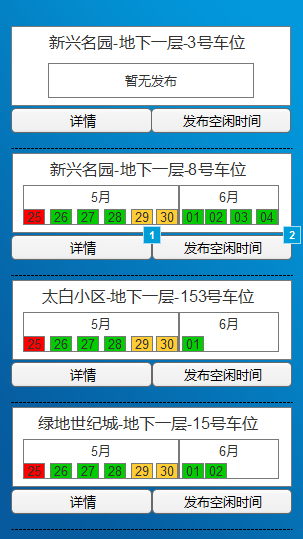 新兴名园-地下一层-3号车位
暂无发布
详情 发布空闲时间
新兴名园-地下一层-8号车位
5月 6月
25 26 27 28 29 30 01 02 03 04
1 2
详情 发布空闲时间
太白小区-地下一层-153号车位
5月 6月
25 26 27 28 29 30 01
详情 发布空闲时间
绿地世纪城-地下一层-15号车位
5月 6月
25 26 27 28 29 30 01 02
详情 发布空闲时间